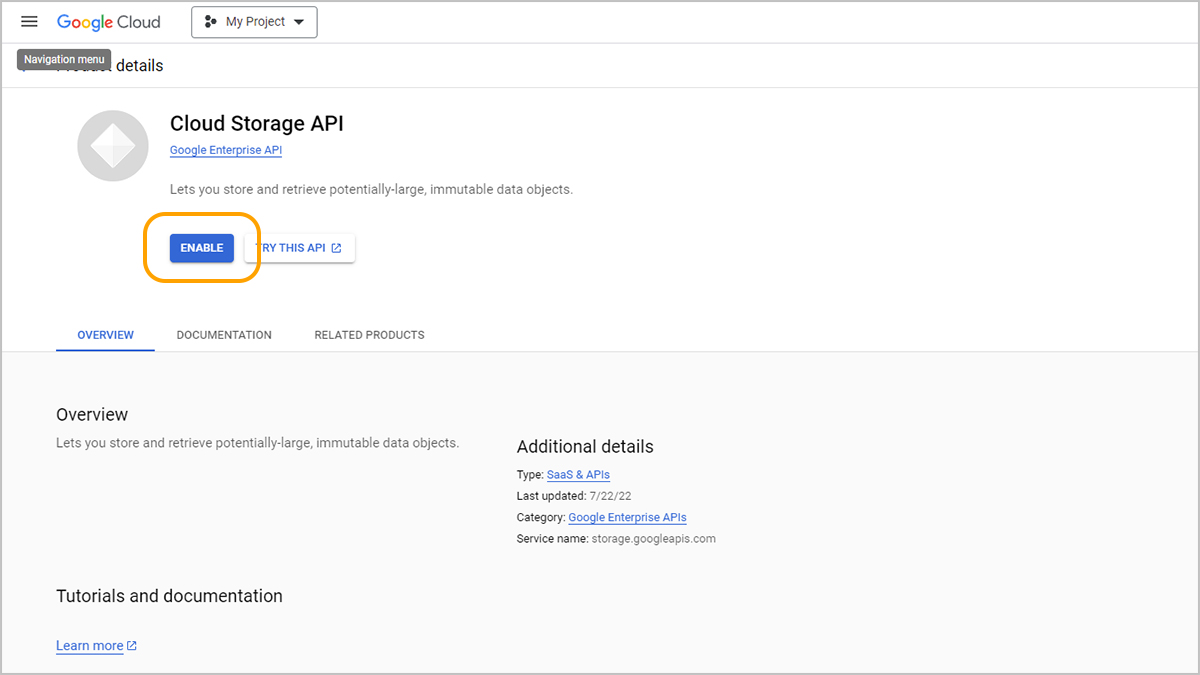 Google Cloud
My Project
Navigation menu
Product details
Cloud Storage API
Google Enterprise API
Lets you store and retrieve potentially-large, immutable data objects.
ENABLE
TRY THIS API
OVERVIEW
DOCUMENTATION
RELATED PRODUCTS
Overview
Lets you store and retrieve potentially-large, immutable data objects.
Additional details
Type: SaaS & APIs
Last updated: 7/22/22
Category: Google Enterprise APIs
Service name: storage.googleapis.com
Tutorials and documentation
Learn more